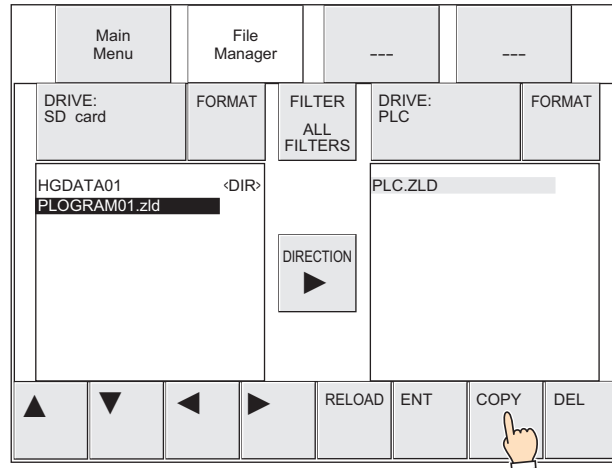 Main
Menu
File
Manager
---
---
DRIVE:
SD card
FORMAT
FILTER
ALL
FILTERS
DRIVE:
PLC
FORMAT
HGDATA01 <DIR>
PLOGRAM01.zld
PLC.ZLD
DIRECTION
RELOAD
ENT
COPY
DEL